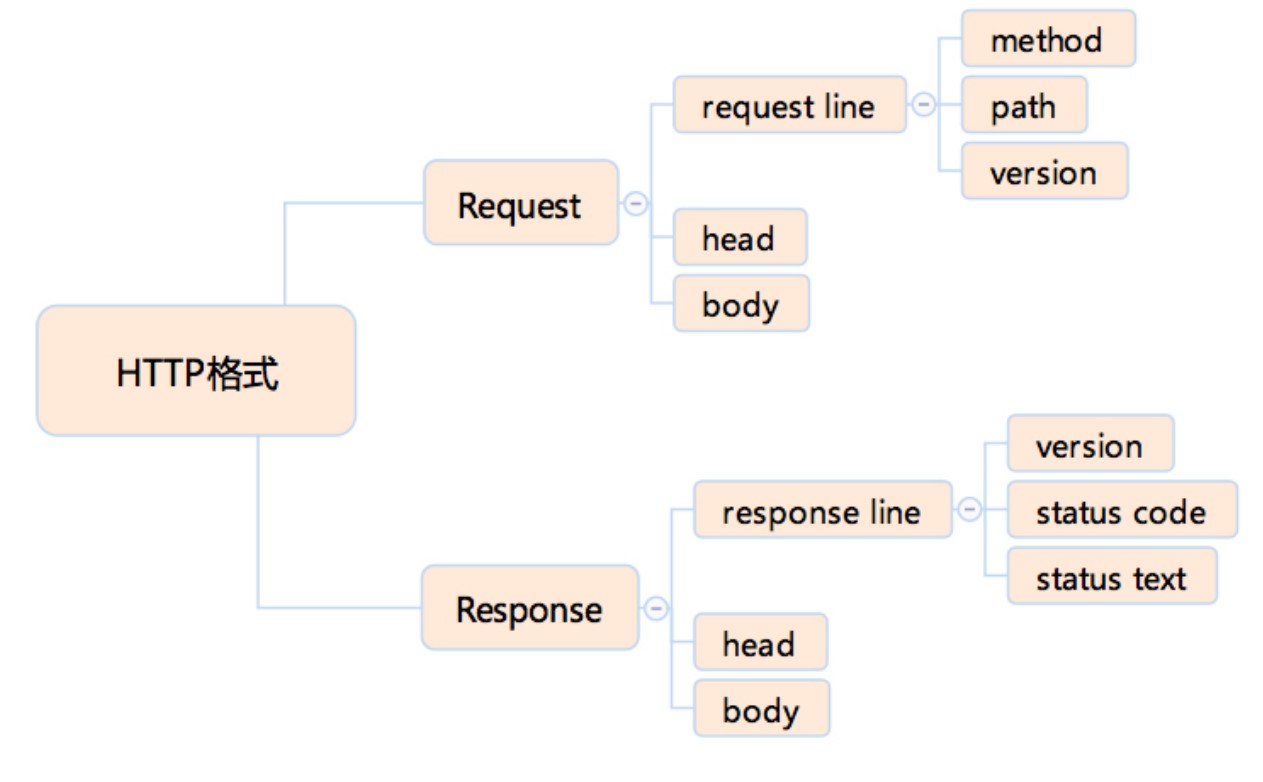 HTTP格式
Request
request line
method
path
version
head
body
Response
response line
version
status code
status text
head
body